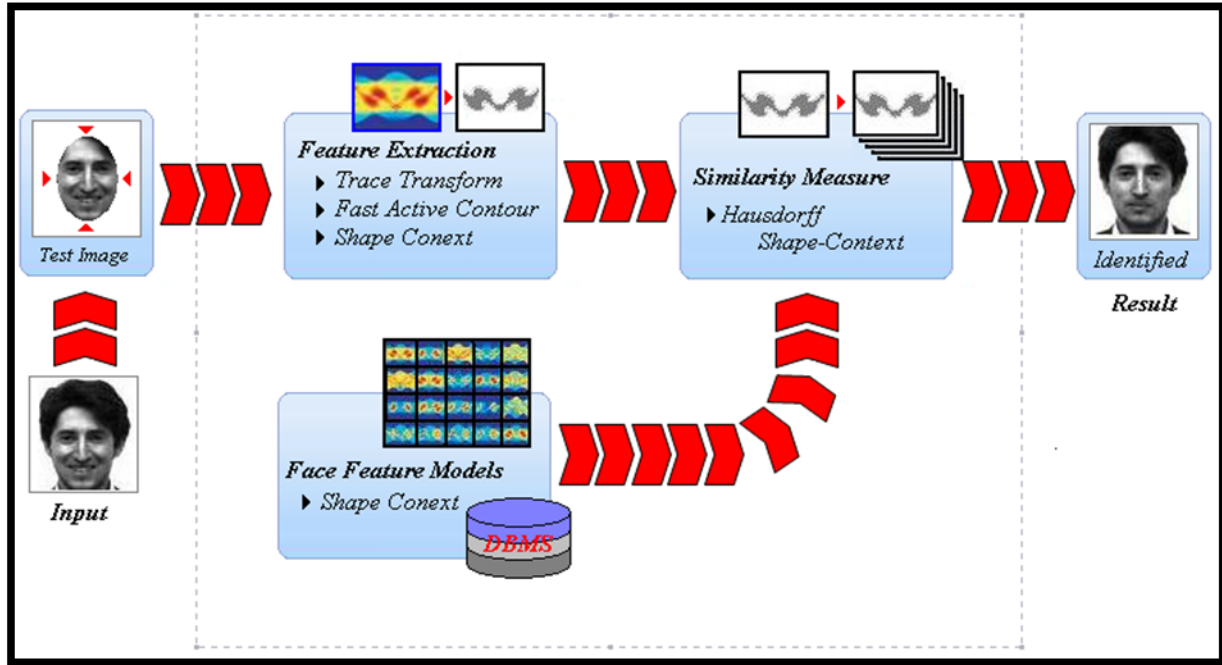 Test Image
Input
Feature Extraction
Trace Transform
Fast Active Contour
Shape Conext
Face Feature Models
Shape Conext
DBMS
Similarity Measure
Hausdorff
Shape-Context
Identified
Result